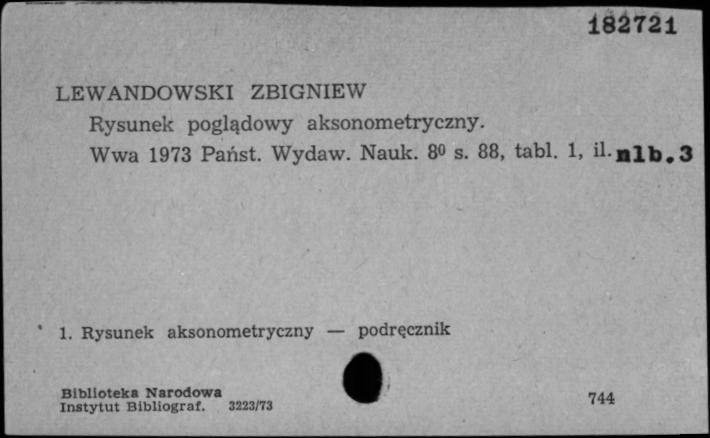 182721
LEWANDOWSKI ZBIGNIEW
Rysunek poglądowy aksonometryczny.
Wwa 1973 Państ. Wydaw. Nauk. 8º s. 88, tabl. 1, il. nlb. 3
1. Rysunek aksonometryczny — podręcznik
Biblioteka Narodowa
Instytut Bibliograf. 3223/73
744